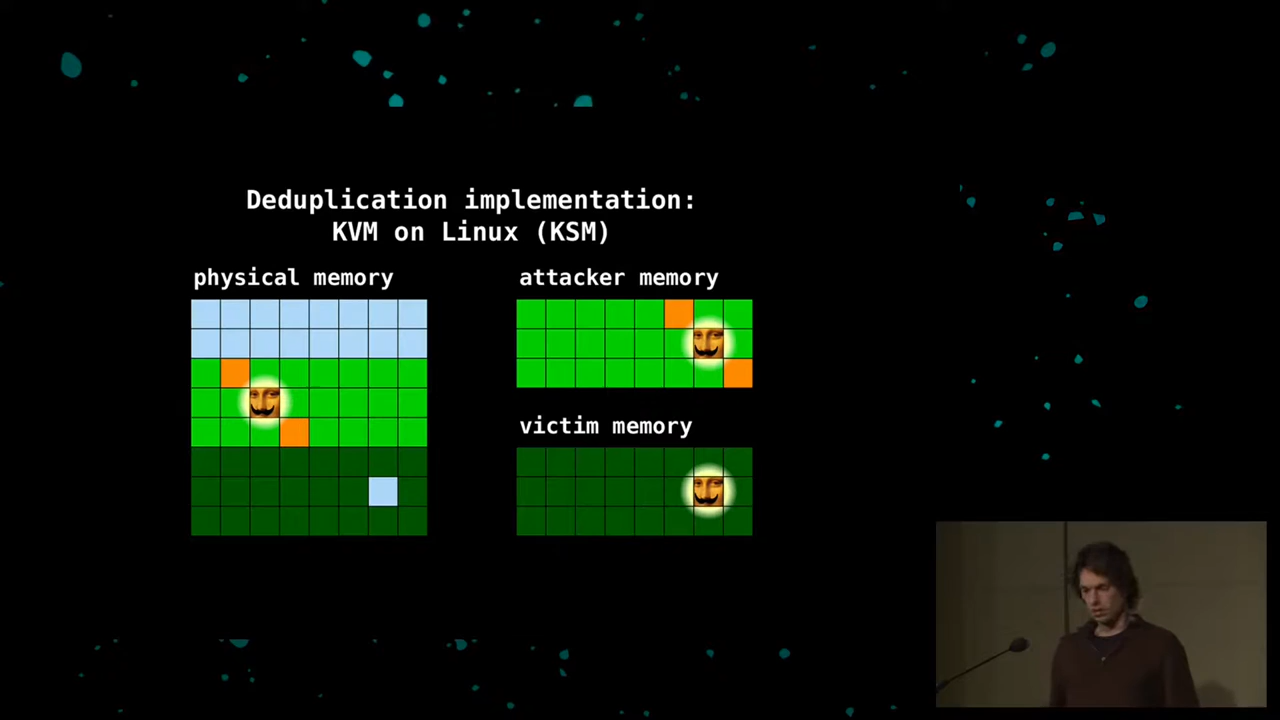 Deduplication implementation:
KVM on Linux (KSM)
physical memory
attacker memory
victim memory